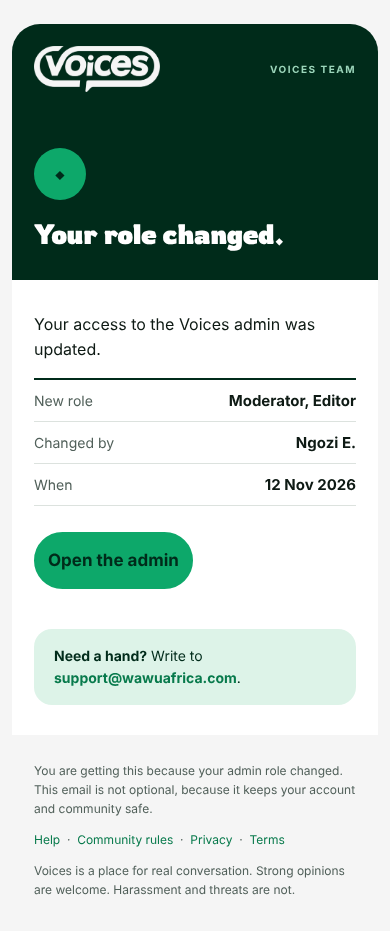 Voices
VOICES TEAM
Your role changed.
Your access to the Voices admin was
updated.
New role Moderator, Editor
Changed by Ngozi E.
When 12 Nov 2026
Open the admin
Need a hand? Write to
support@wawuafrica.com.
You are getting this because your admin role changed.
This email is not optional, because it keeps your account
and community safe.
Help · Community rules · Privacy · Terms
Voices is a place for real conversation. Strong opinions
are welcome. Harassment and threats are not.